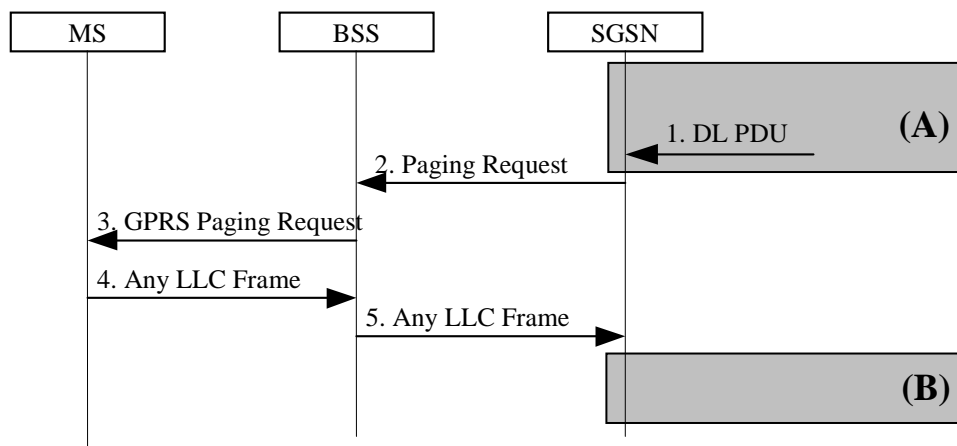 MS
BSS
SGSN
(A)
1. DL PDU
2. Paging Request
3. GPRS Paging Request
4. Any LLC Frame
5. Any LLC Frame
(B)